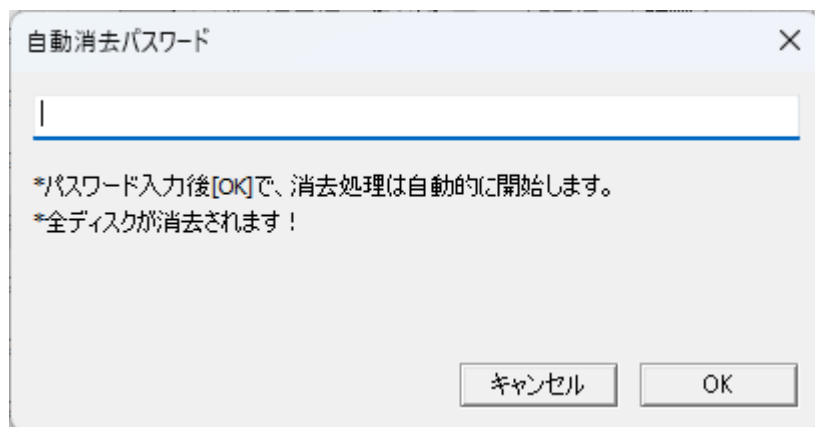 自動消去パスワード
*パスワード入力後[OK]で、消去処理は自動的に開始します。
*全ディスクが消去されます！
キャンセル
OK